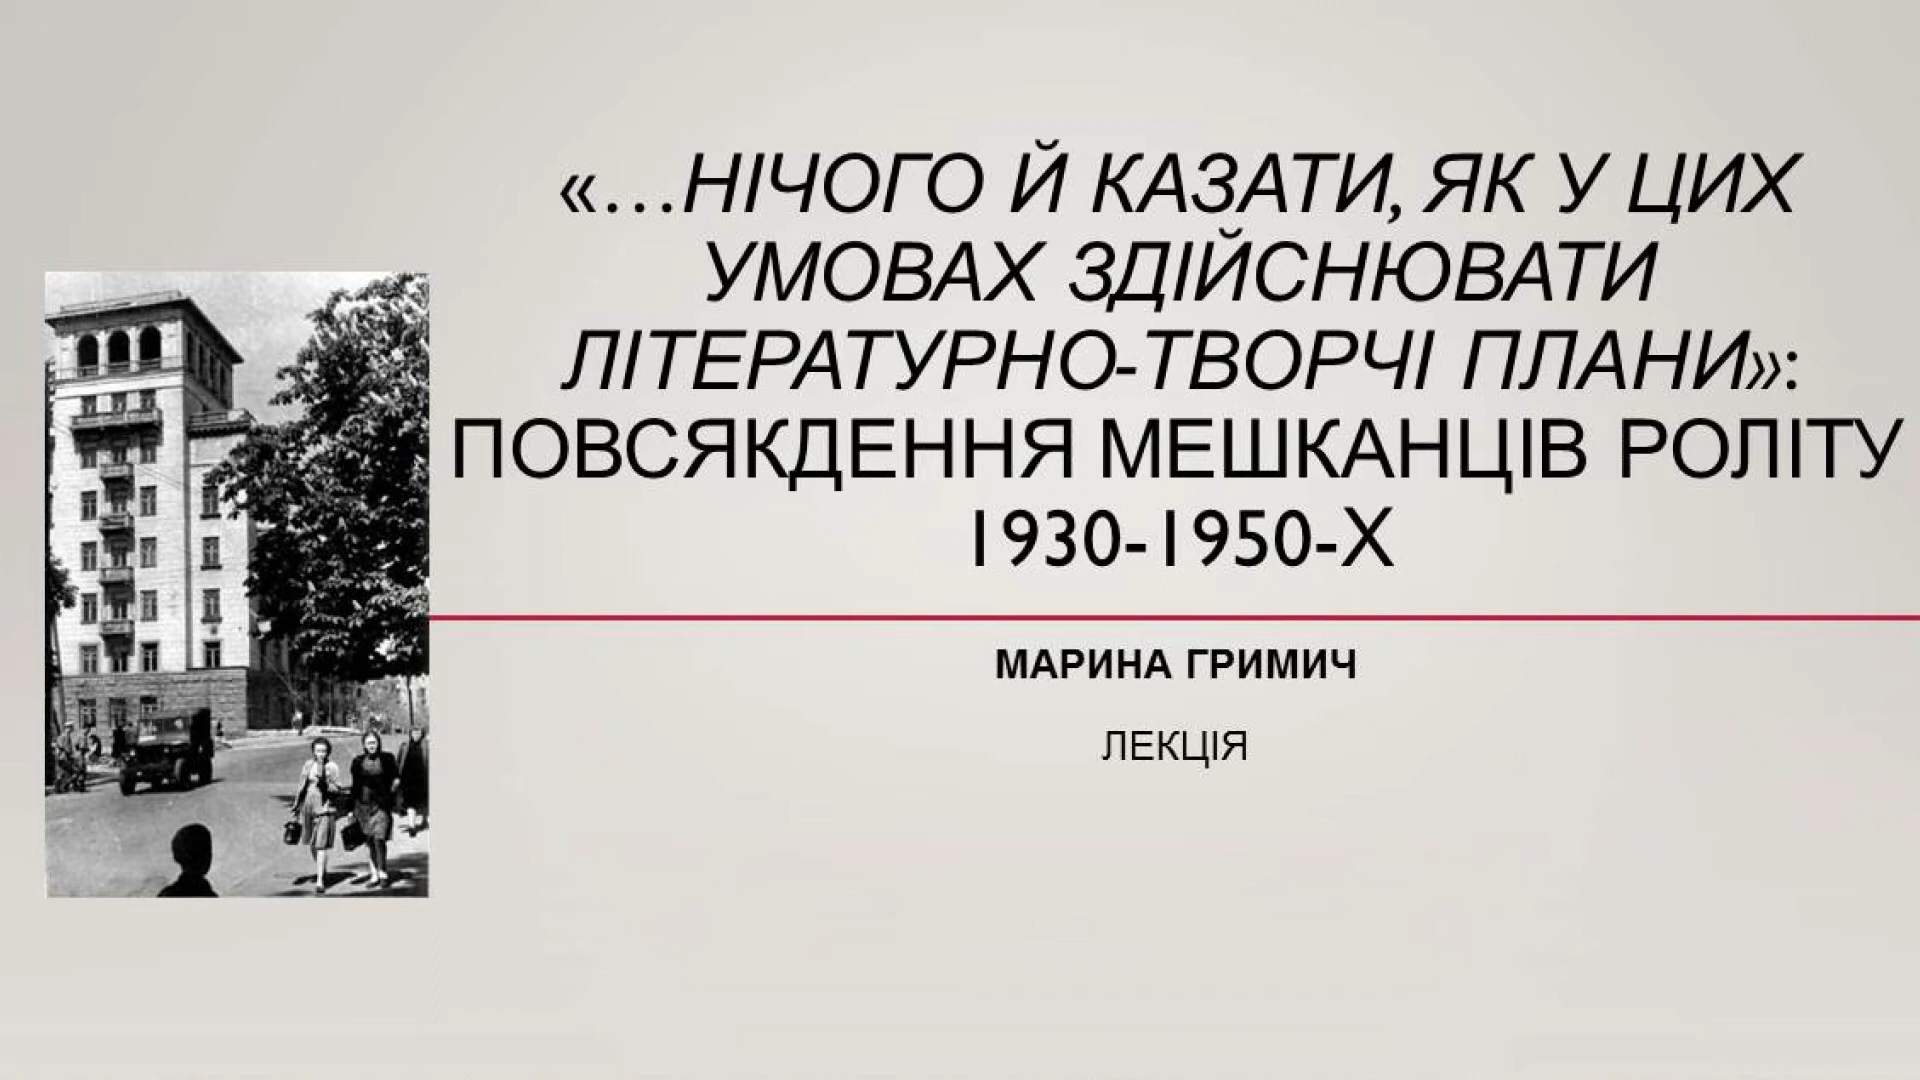 «…НІЧОГО Й КАЗАТИ, ЯК У ЦИХ
УМОВАХ ЗДІЙСНЮВАТИ
ЛІТЕРАТУРНО-ТВОРЧІ ПЛАНИ»:
ПОВСЯКДЕННЯ МЕШКАНЦІВ РОЛІТУ
1930-1950-Х
МАРИНА ГРИМИЧ
ЛЕКЦІЯ